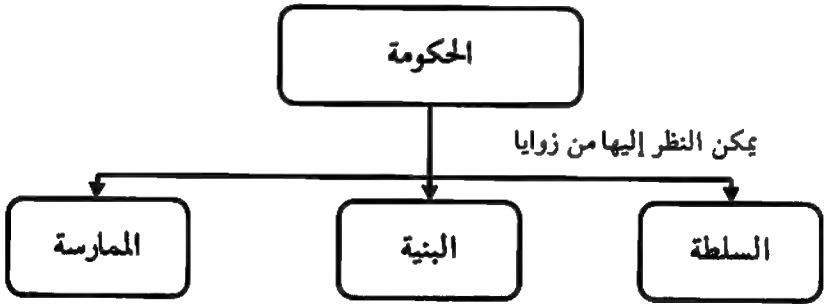 الحكومة
يمكن النظر إليها من زوايا
السلطة
البنية
الممارسة